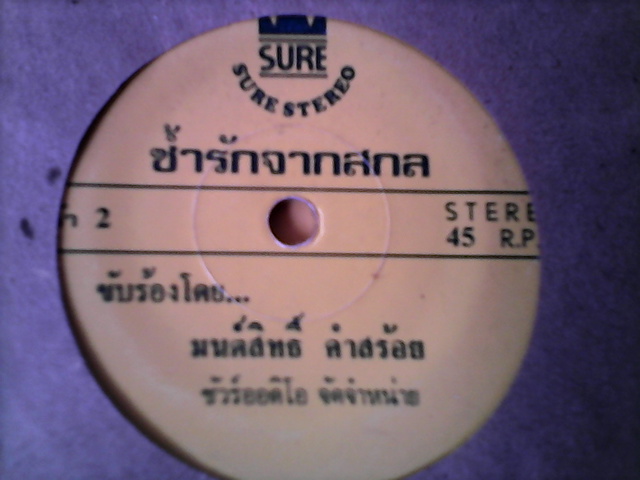 SURE
SURE STEREO
ช้ำรักจากสกล
2
STERE
45 R.P.
ขับร้องโดย...
มนต์สิทธิ์ คำสร้อย
ชัวร์ออดิโอ จัดจำหน่าย